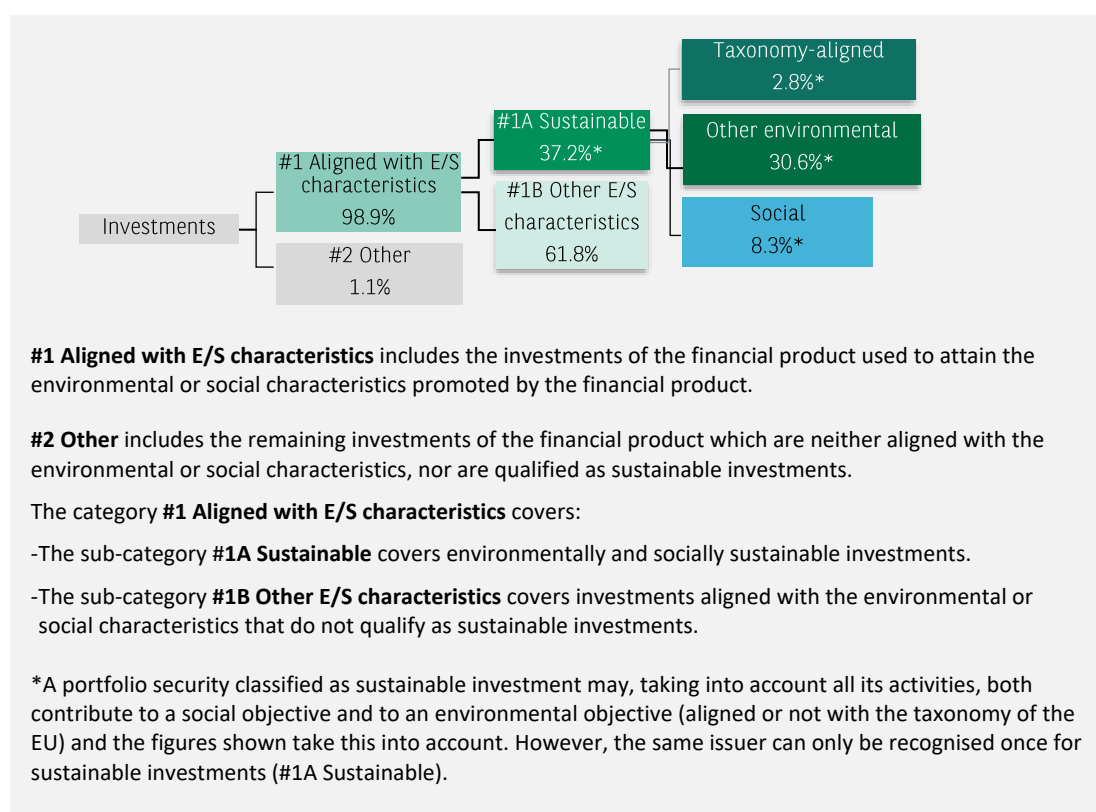 Taxonomy-aligned
2.8%*
#1A Sustainable
37.2%*
Other environmental
30.6%*
#1 Aligned with E/S
characteristics
98.9%
#1B Other E/S
characteristics
61.8%
Social
8.3%*
Investments
#2 Other
1.1%
#1 Aligned with E/S characteristics includes the investments of the financial product used to attain the
environmental or social characteristics promoted by the financial product.
#2 Other includes the remaining investments of the financial product which are neither aligned with the
environmental or social characteristics, nor are qualified as sustainable investments.
The category #1 Aligned with E/S characteristics covers:
-The sub-category #1A Sustainable covers environmentally and socially sustainable investments.
-The sub-category #1B Other E/S characteristics covers investments aligned with the environmental or
social characteristics that do not qualify as sustainable investments.
*A portfolio security classified as sustainable investment may, taking into account all its activities, both
contribute to a social objective and to an environmental objective (aligned or not with the taxonomy of the
EU) and the figures shown take this into account. However, the same issuer can only be recognised once for
sustainable investments (#1A Sustainable).